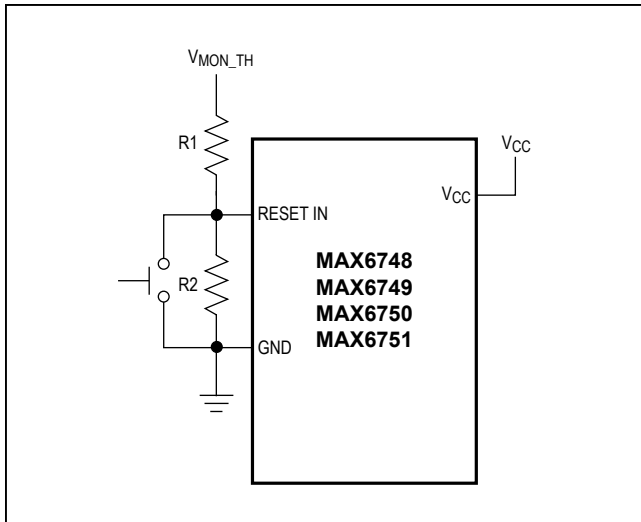 VMON_TH
R1
VCC
VCC
RESET IN
R2
MAX6748
MAX6749
MAX6750
MAX6751
GND